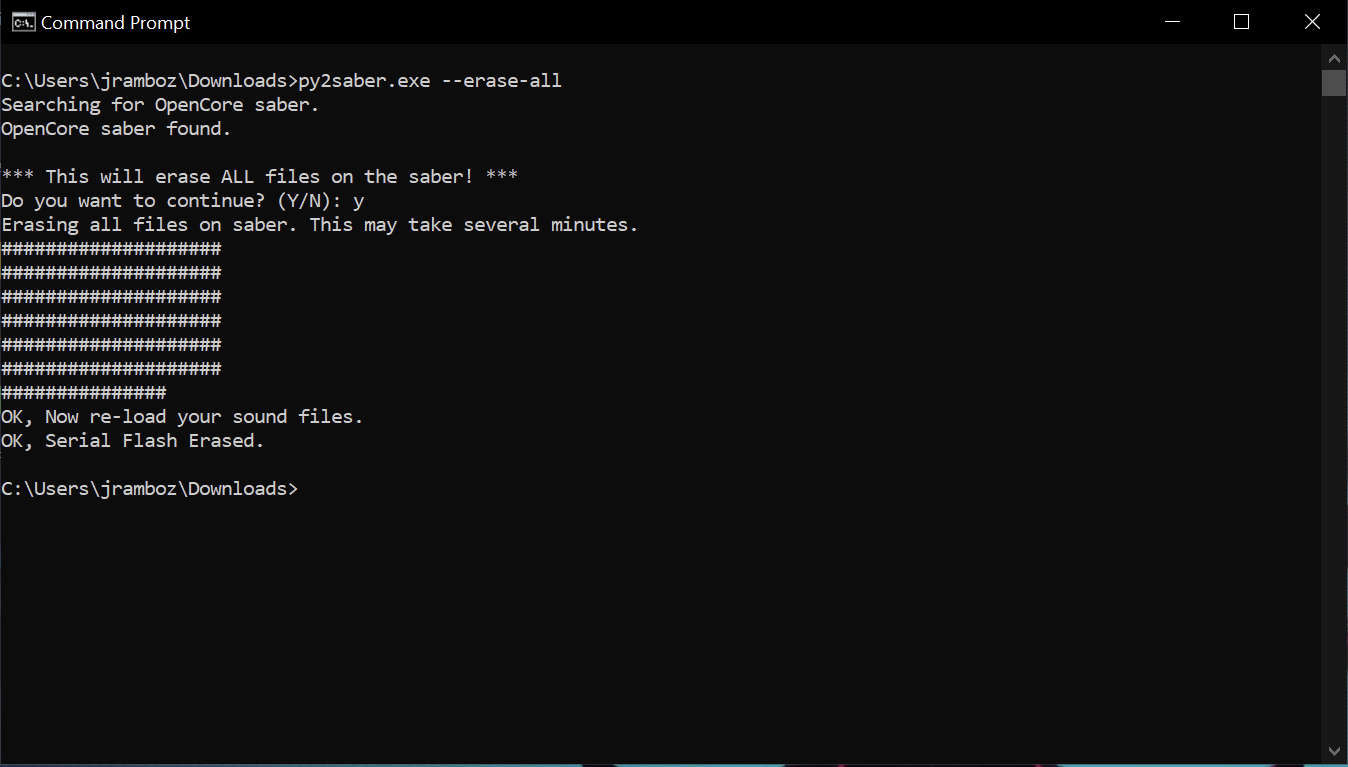 Command Prompt
C:\Users\jramboz\Downloads>py2saber.exe --erase-all
Searching for OpenCore saber.
OpenCore saber found.
*** This will erase ALL files on the saber! ***
Do you want to continue? (Y/N): y
Erasing all files on saber. This may take several minutes.
####################
####################
####################
####################
####################
####################
###############
OK, Now re-load your sound files.
OK, Serial Flash Erased.
C:\Users\jramboz\Downloads>